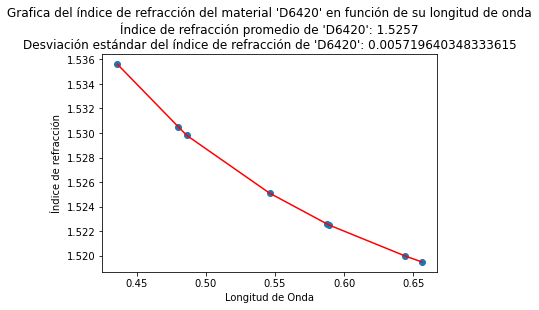 Grafica del índice de refracción del material 'D6420' en función de su longitud de onda
Índice de refracción promedio de 'D6420': 1.5257
Desviación estándar del índice de refracción de 'D6420': 0.005719640348333615
1.536
1.534
1.532
1.530
1.528
1.526
1.524
1.522
1.520
Índice de refracción
0.45
0.50
0.55
0.60
0.65
Longitud de Onda